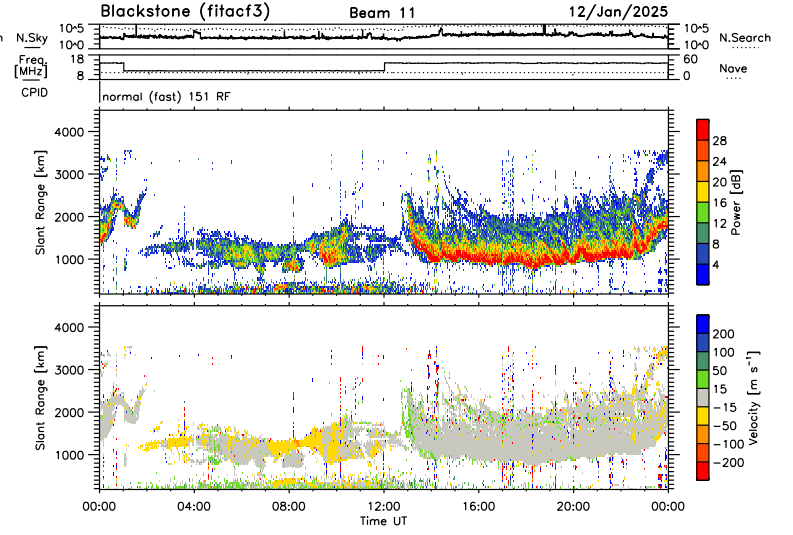 Blackstone (fitacf3) Beam 11 12/Jan/2025
N.Sky 10^5 10^0 10^5 10^0 N.Search
Freq. [MHz] 18 8 60 0 Nave
CPID normal (fast) 151 RF
Slant Range [km] 4000 3000 2000 1000
Power [dB] 28 24 20 16 12 8 4
Slant Range [km] 4000 3000 2000 1000
Velocity [m s^-1] 200 100 50 15 -15 -50 -100 -200
00:00 04:00 08:00 12:00 16:00 20:00 00:00
Time UT